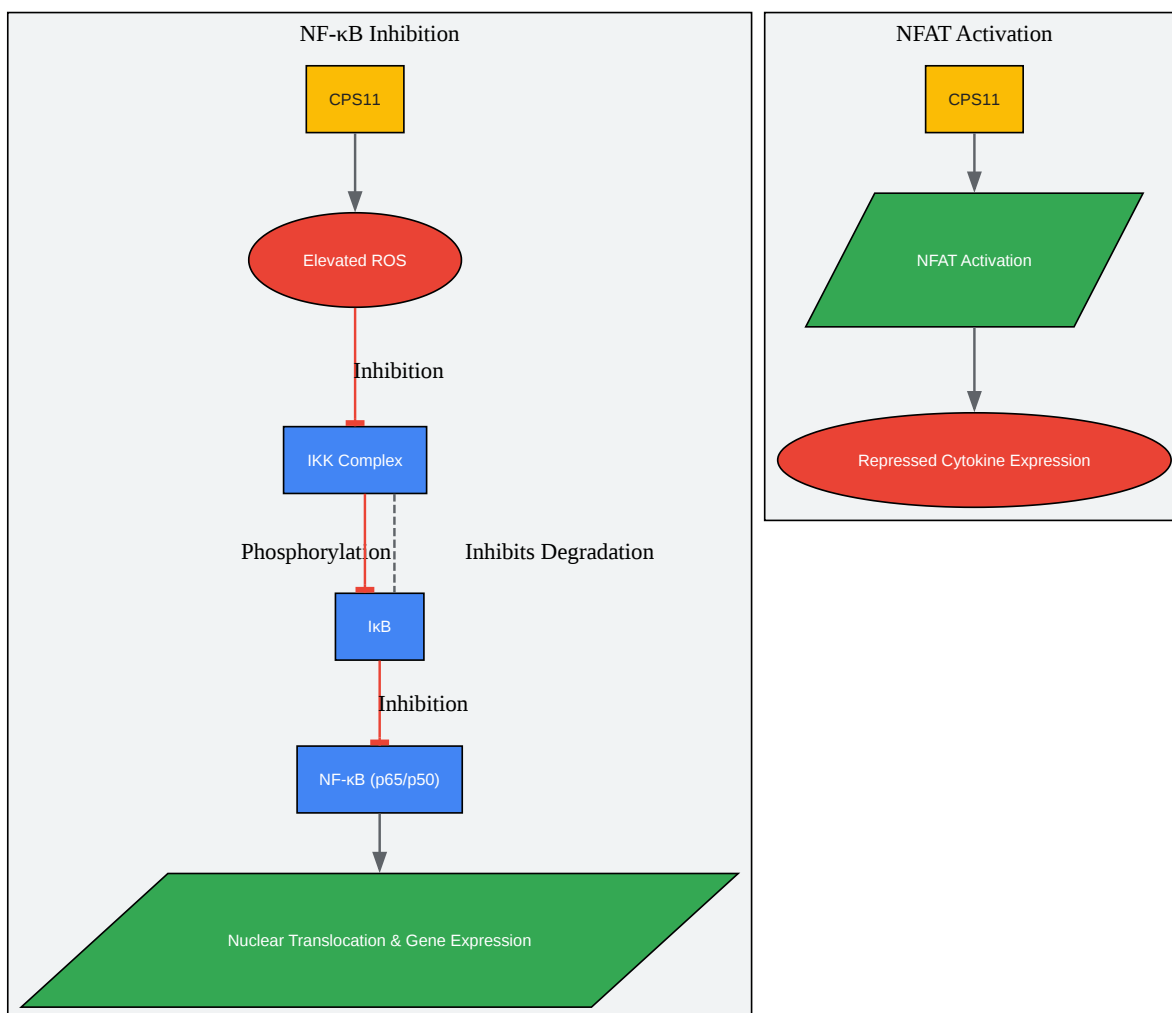 NF-κB Inhibition
CPS11
Elevated ROS
Inhibition
IKK Complex
Phosphorylation
Inhibits Degradation
IκB
Inhibition
NF-κB (p65/p50)
Nuclear Translocation & Gene Expression
NFAT Activation
CPS11
NFAT Activation
Repressed Cytokine Expression